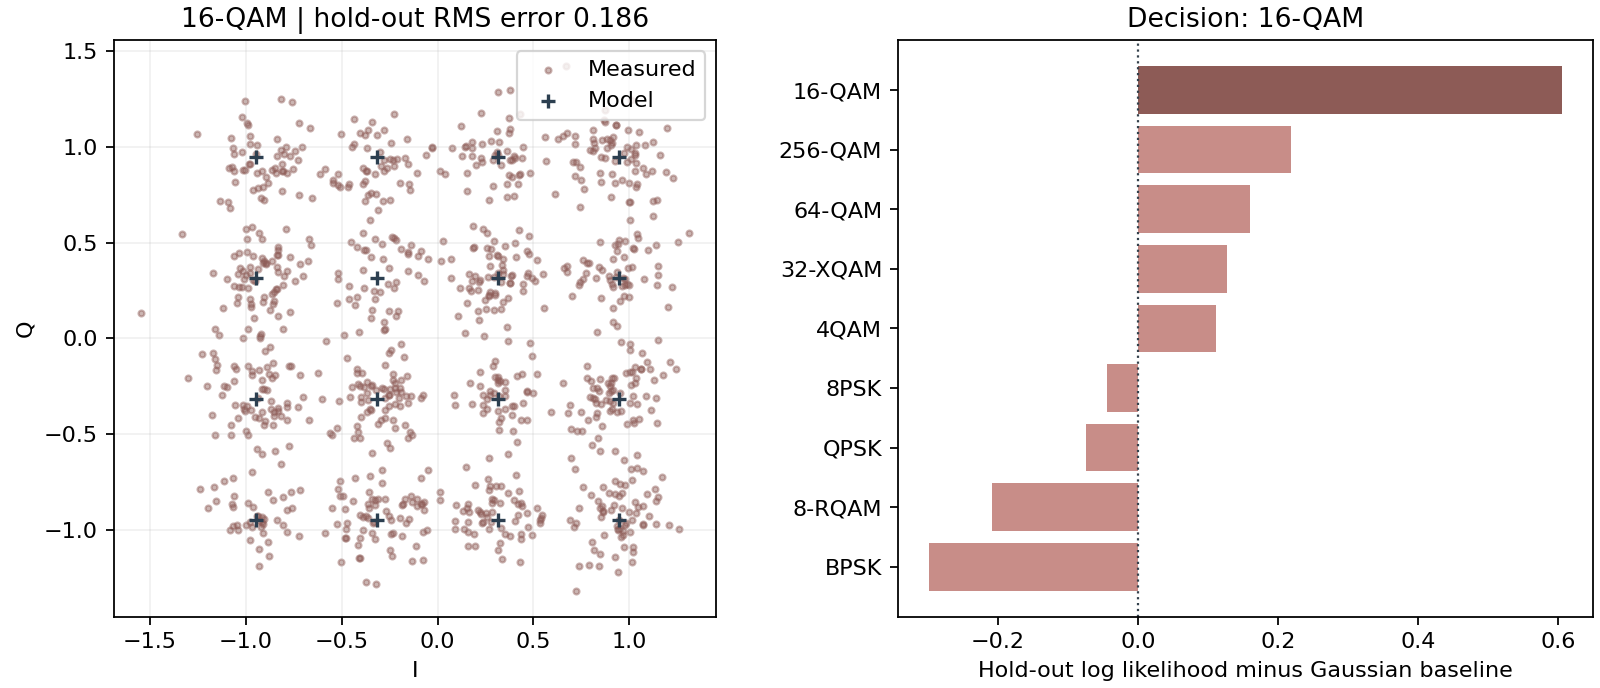 16-QAM | hold-out RMS error 0.186
Measured
Model
1.5
1.0
0.5
0.0
−0.5
−1.0
Q
−1.5
−1.0
−0.5
0.0
0.5
1.0
I
Decision: 16-QAM
16-QAM
256-QAM
64-QAM
32-XQAM
4QAM
8PSK
QPSK
8-RQAM
BPSK
−0.2
0.0
0.2
0.4
0.6
Hold-out log likelihood minus Gaussian baseline